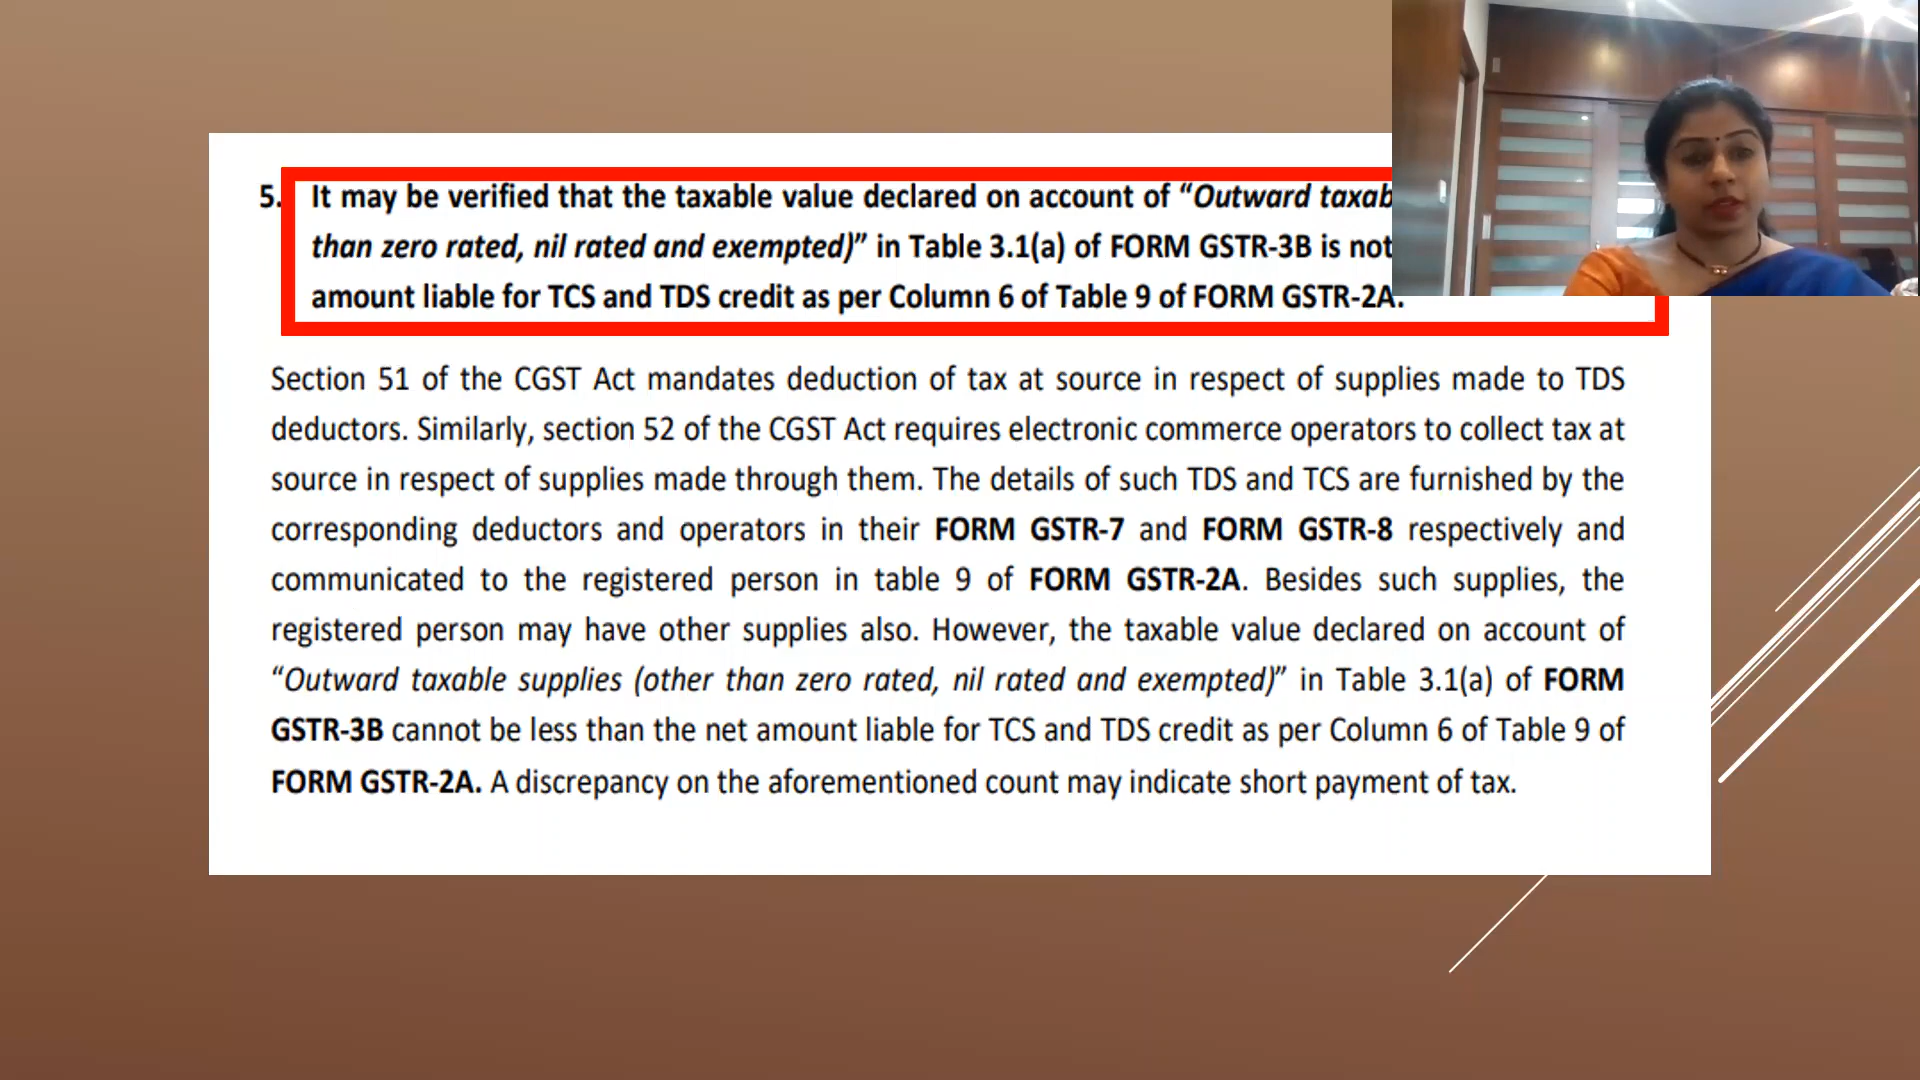 5. It may be verified that the taxable value declared on account of “Outward
than zero rated, nil rated and exempted)” in Table 3.1(a) of FORM GSTR-3B is not
amount liable for TCS and TDS credit as per Column 6 of Table 9 of FORM GSTR-2A.
Section 51 of the CGST Act mandates deduction of tax at source in respect of supplies made to TDS
deductors. Similarly, section 52 of the CGST Act requires electronic commerce operators to collect tax at
source in respect of supplies made through them. The details of such TDS and TCS are furnished by the
corresponding deductors and operators in their FORM GSTR-7 and FORM GSTR-8 respectively and
communicated to the registered person in table 9 of FORM GSTR-2A. Besides such supplies, the
registered person may have other supplies also. However, the taxable value declared on account of
“Outward taxable supplies (other than zero rated, nil rated and exempted)” in Table 3.1(a) of FORM
GSTR-3B cannot be less than the net amount liable for TCS and TDS credit as per Column 6 of Table 9 of
FORM GSTR-2A. A discrepancy on the aforementioned count may indicate short payment of tax.